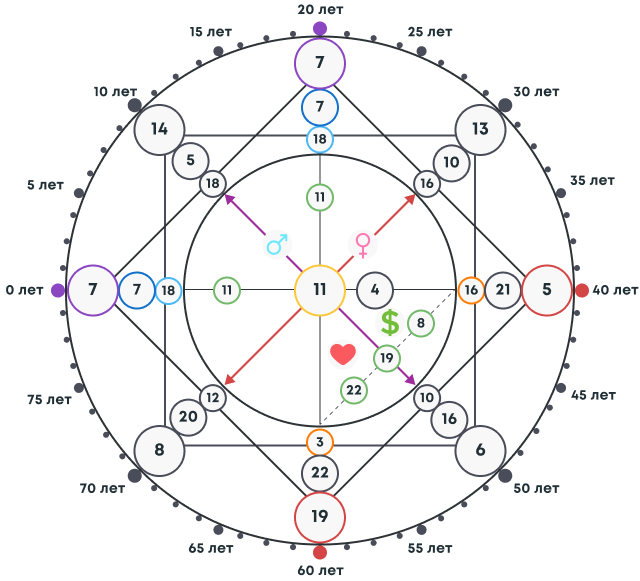 20 лет
15 лет
25 лет
7
10 лет
30 лет
7
14
13
18
5
10
18
16
5 лет
35 лет
11
♂
♀
0 лет
7
7
18
11
11
4
16
21
5
40 лет
$
8
19
22
75 лет
12
10
45 лет
20
16
3
8
6
22
70 лет
50 лет
19
65 лет
55 лет
60 лет